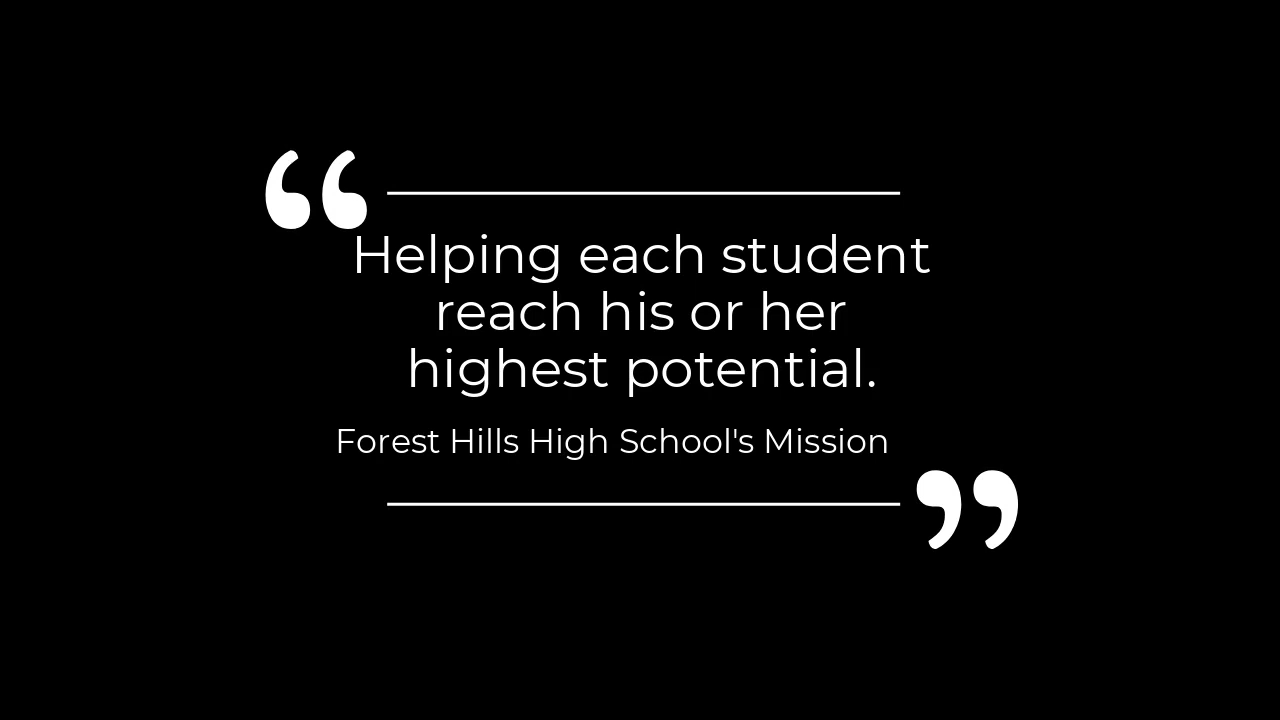 “
Helping each student
reach his or her
highest potential.
Forest Hills High School's Mission
”